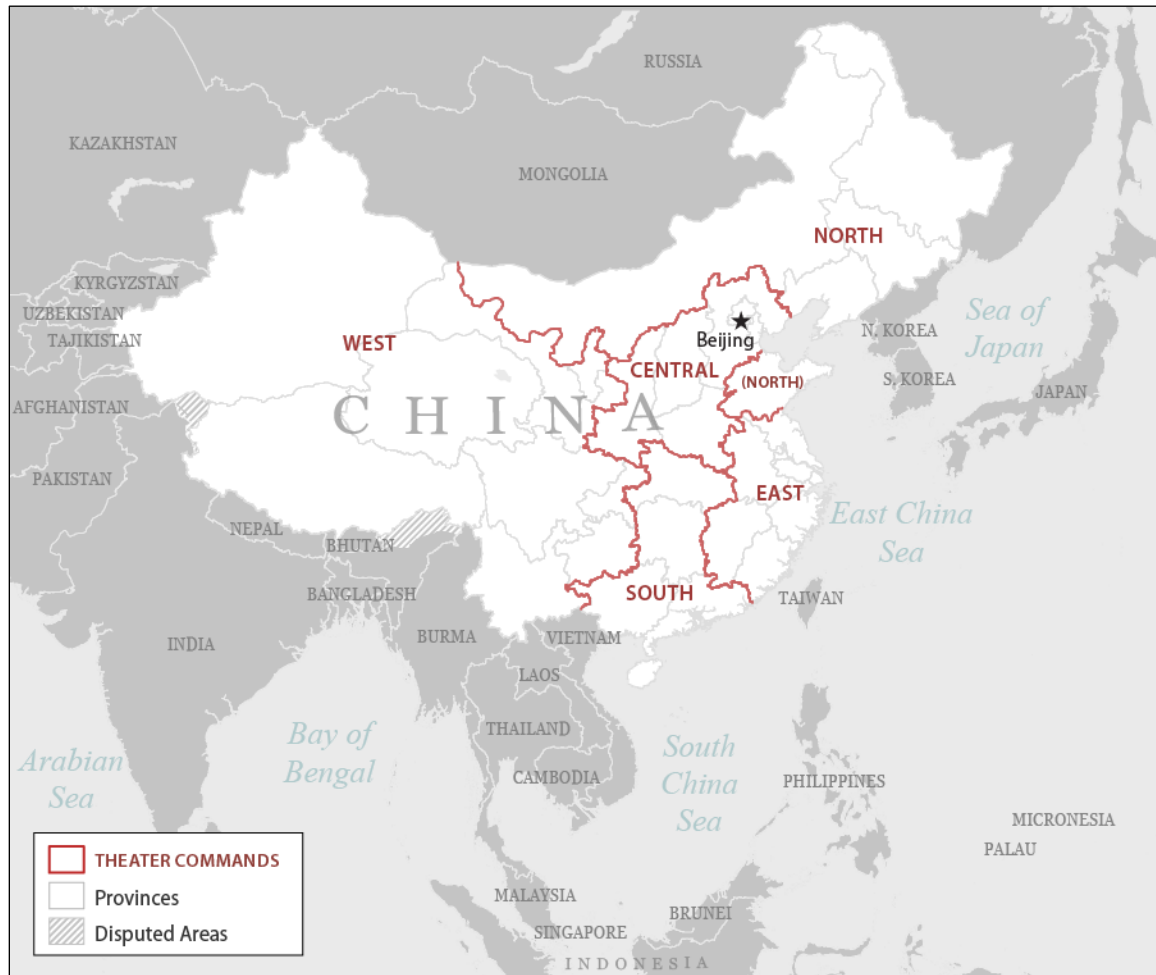 RUSSIA
KAZAKHSTAN
MONGOLIA
NORTH
KYRGYZSTAN
UZBEKISTAN
TAJIKISTAN
Sea of
Japan
N. KOREA
WEST
Beijing
CENTRAL
(NORTH)
S. KOREA
JAPAN
AFGHANISTAN
CHINA
PAKISTAN
EAST
East China
Sea
NEPAL
BHUTAN
BANGLADESH
SOUTH
TAIWAN
INDIA
BURMA
VIETNAM
LAOS
THAILAND
Bay of
Bengal
Arabian
Sea
South
China
Sea
CAMBODIA
PHILIPPINES
MICRONESIA
PALAU
THEATER COMMANDS
Provinces
Disputed Areas
MALAYSIA
BRUNEI
SINGAPORE
INDONESIA